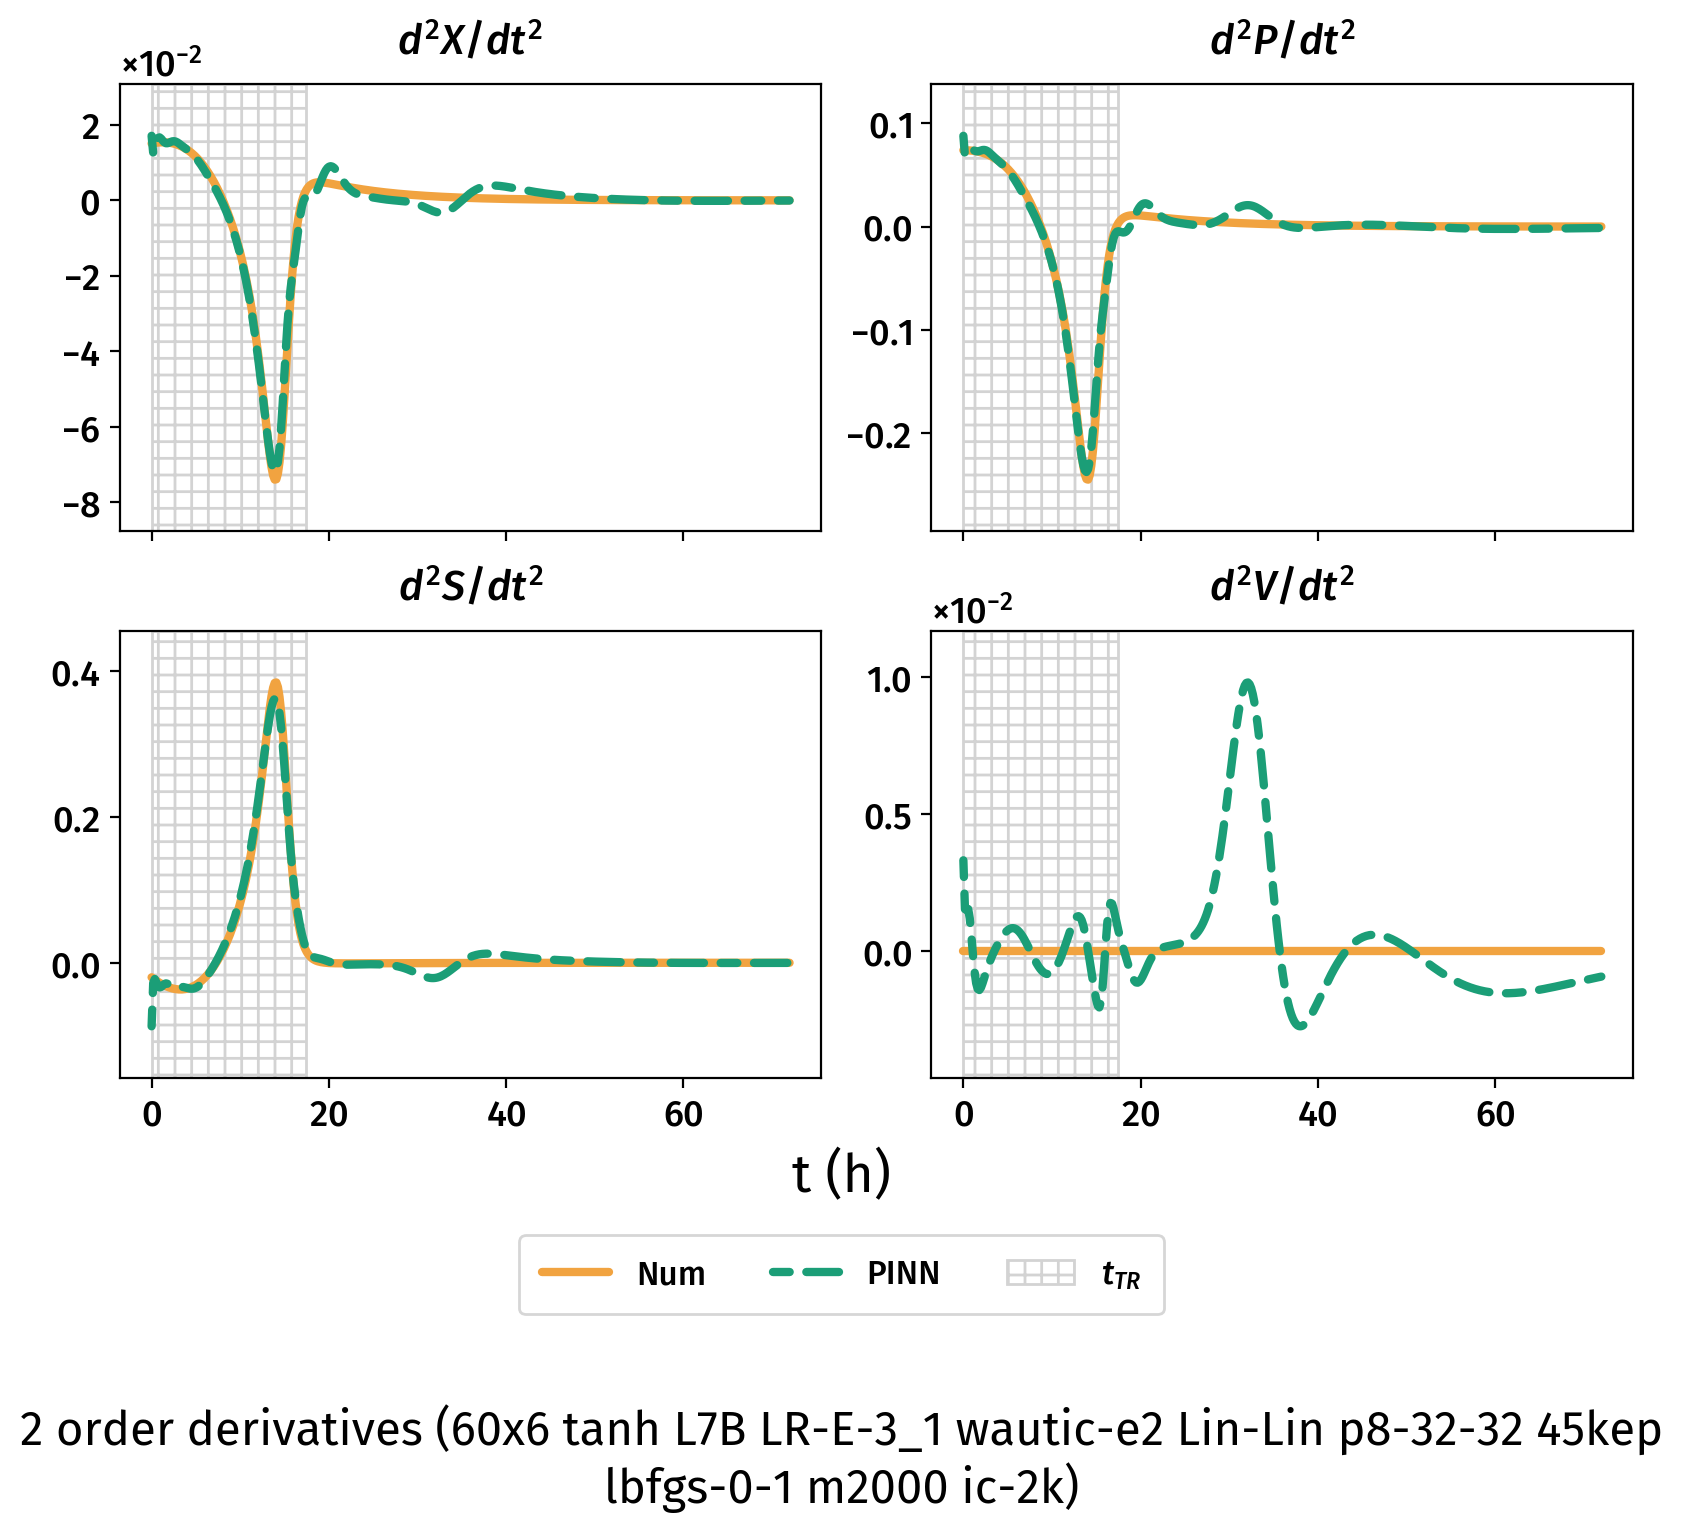 d²X/dt²
×10⁻²
2
0
−2
−4
−6
−8
d²P/dt²
0.1
0.0
−0.1
−0.2
d²S/dt²
0.4
0.2
0.0
0
20
40
60
d²V/dt²
×10⁻²
1.0
0.5
0.0
0
20
40
60
t (h)
Num
PINN
t_TR
2 order derivatives (60x6 tanh L7B LR-E-3_1 wautic-e2 Lin-Lin p8-32-32 45kep
lbfgs-0-1 m2000 ic-2k)